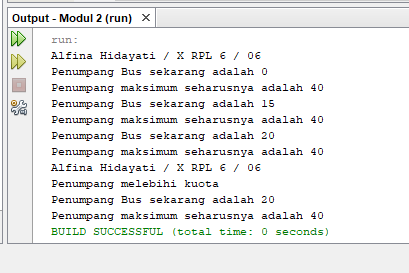 Output - Modul 2 (run) ×
run:
Alfina Hidayati / X RPL 6 / 06
Penumpang Bus sekarang adalah 0
Penumpang maksimum seharusnya adalah 40
Penumpang Bus sekarang adalah 15
Penumpang maksimum seharusnya adalah 40
Penumpang Bus sekarang adalah 20
Penumpang maksimum seharusnya adalah 40
Alfina Hidayati / X RPL 6 / 06
Penumpang melebihi kuota
Penumpang Bus sekarang adalah 20
Penumpang maksimum seharusnya adalah 40
BUILD SUCCESSFUL (total time: 0 seconds)